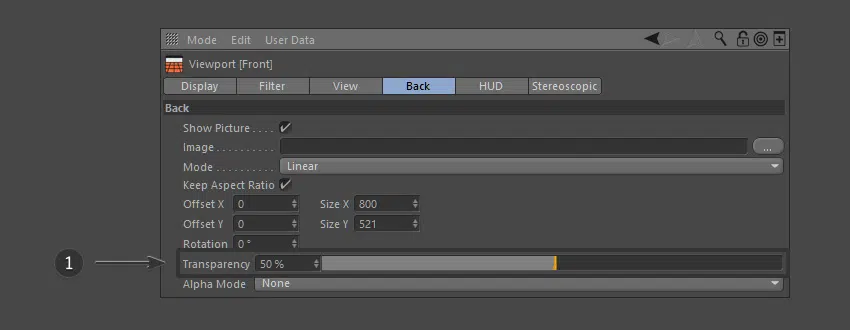 Mode Edit User Data
Viewport [Front]
Display Filter View Back HUD Stereoscopic
Back
Show Picture . . . .
Image . . . . . . . . . . ...
Mode . . . . . . . . . . Linear
Keep Aspect Ratio
Offset X 0 Size X 800
Offset Y 0 Size Y 521
Rotation 0 °
1 Transparency 50 %
Alpha Mode None